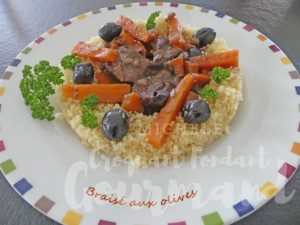 MICHELE
Croquant Fondant
Gourmand
Braisé aux olives